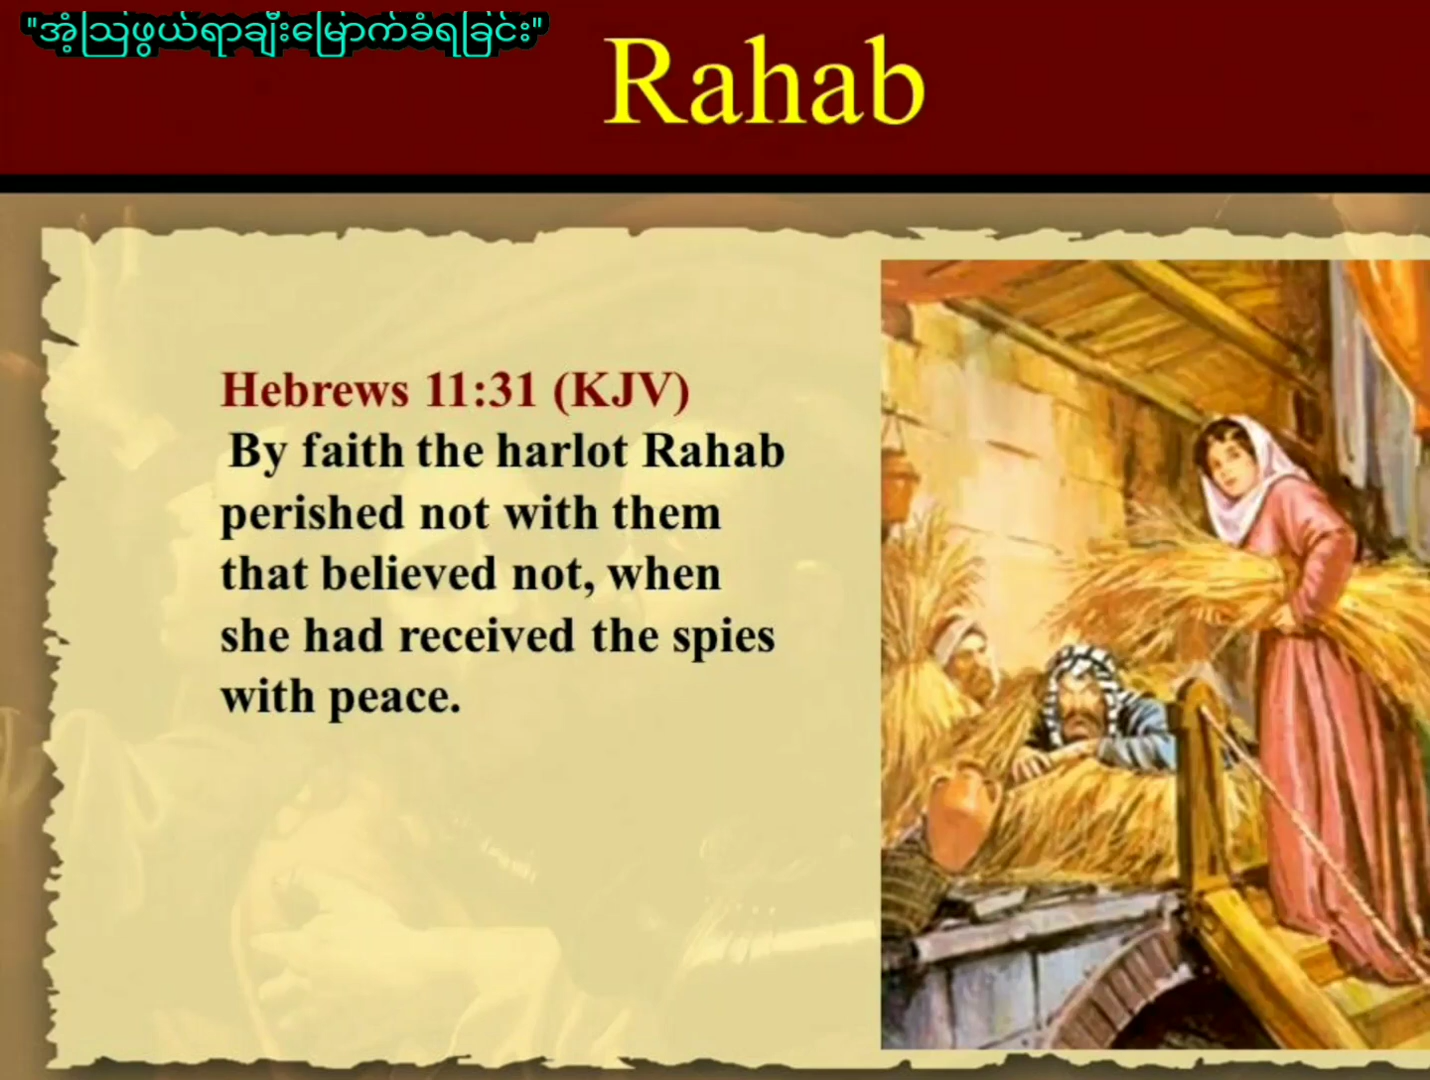 "အံ့ဩဖွယ်ရာချီးမြှောက်ခံရခြင်း"
Rahab
Hebrews 11:31 (KJV)
By faith the harlot Rahab
perished not with them
that believed not, when
she had received the spies
with peace.